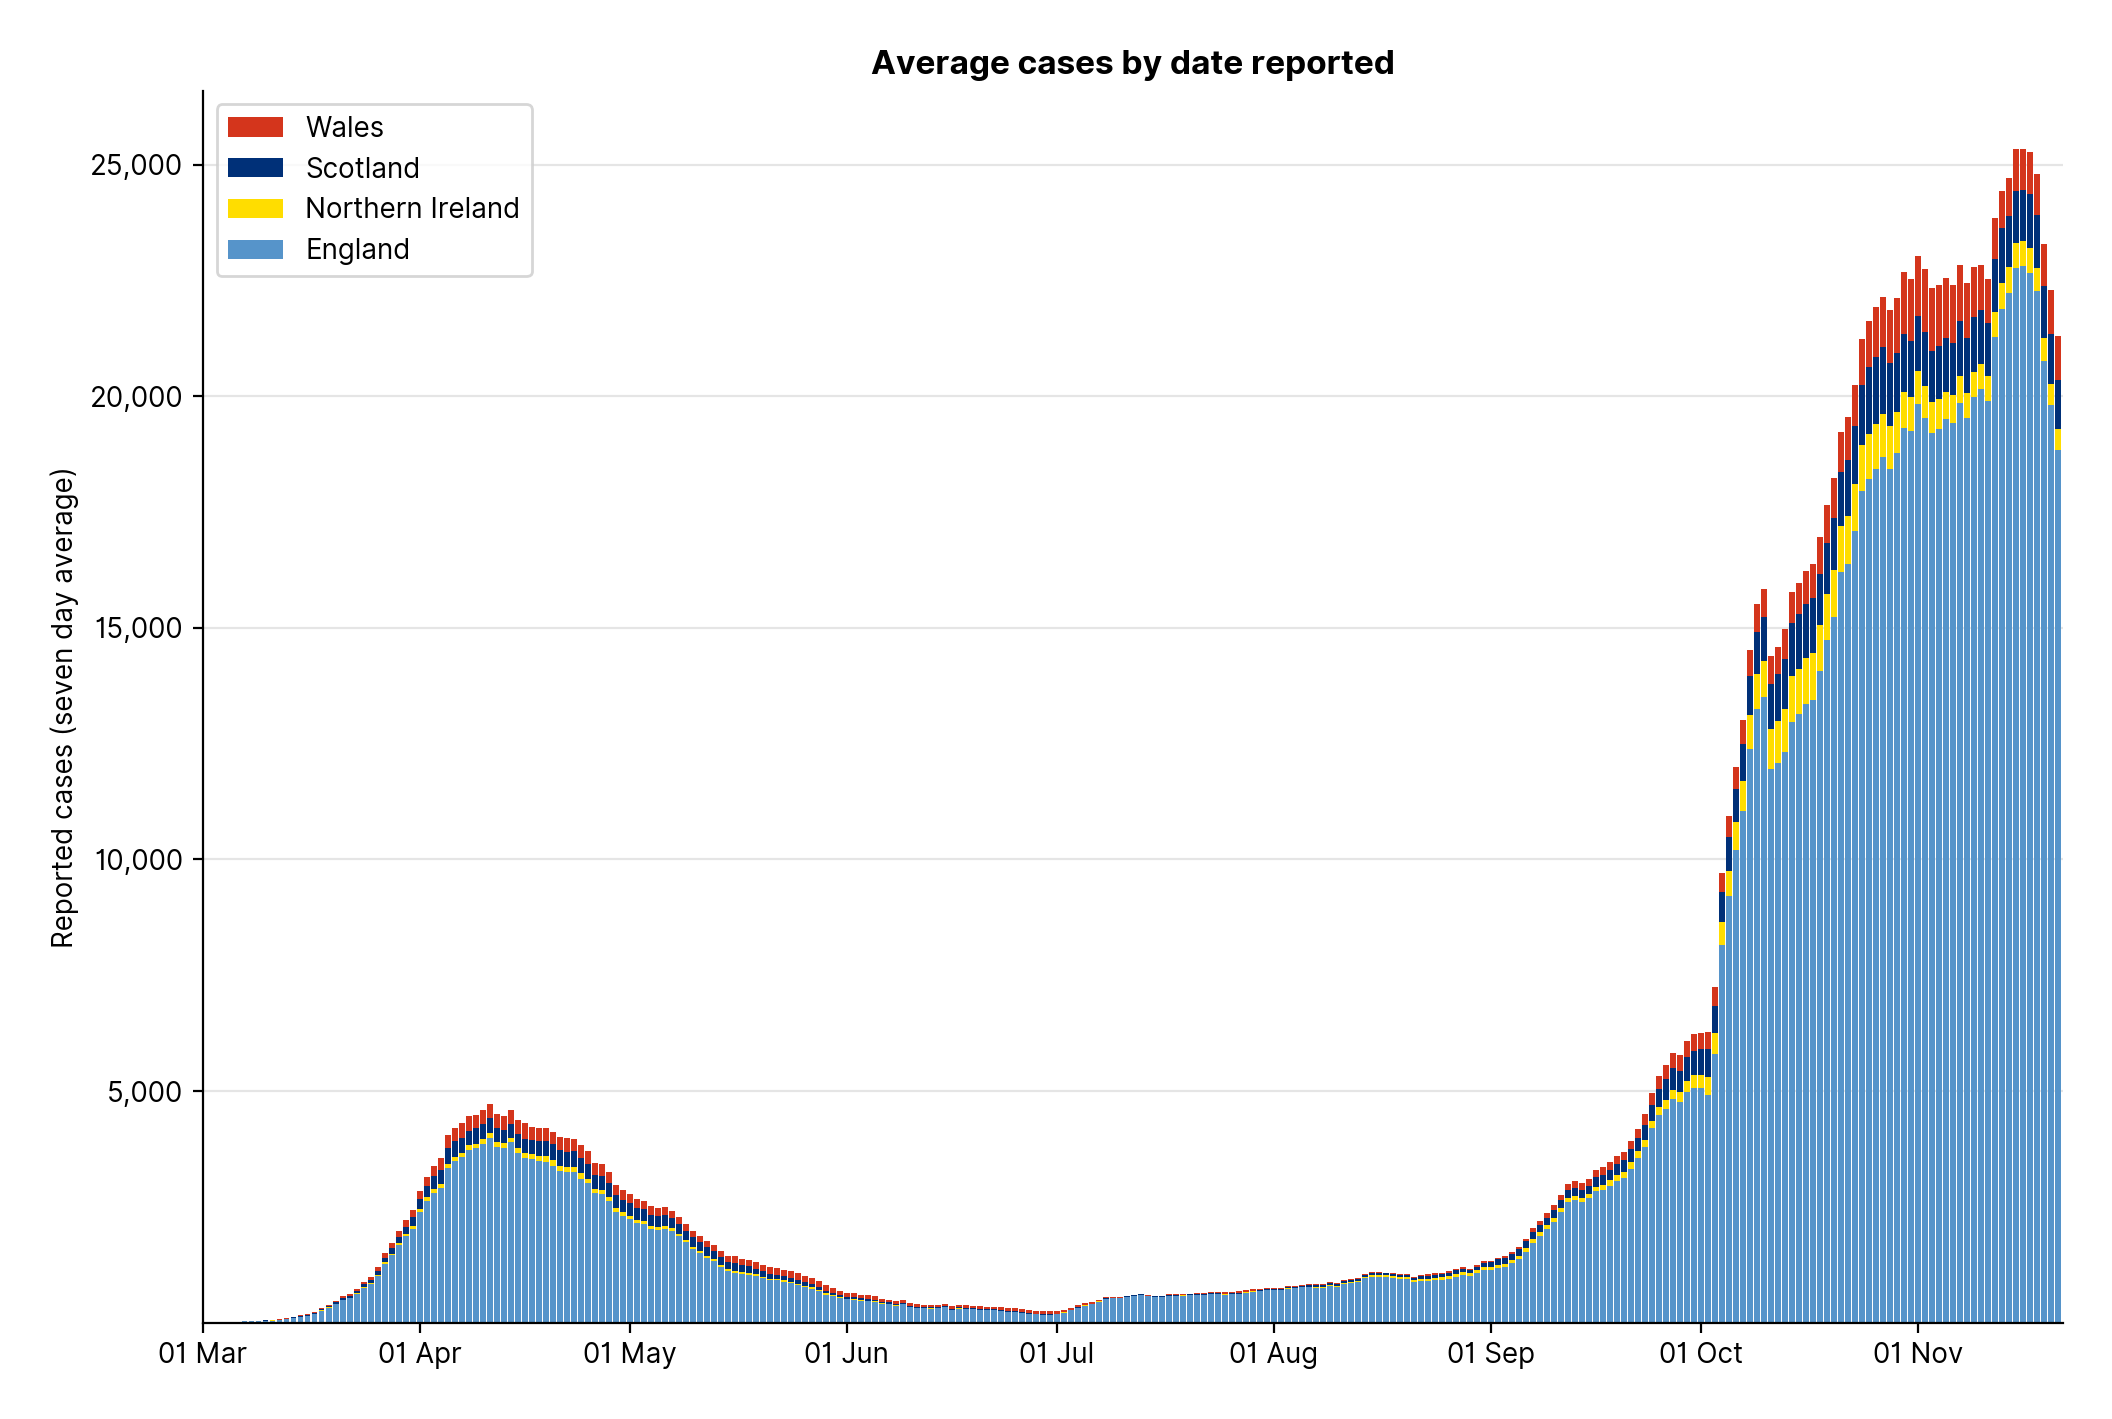 Average cases by date reported
Wales
Scotland
Northern Ireland
England
Reported cases (seven day average)
25,000
20,000
15,000
10,000
5,000
01 Mar
01 Apr
01 May
01 Jun
01 Jul
01 Aug
01 Sep
01 Oct
01 Nov